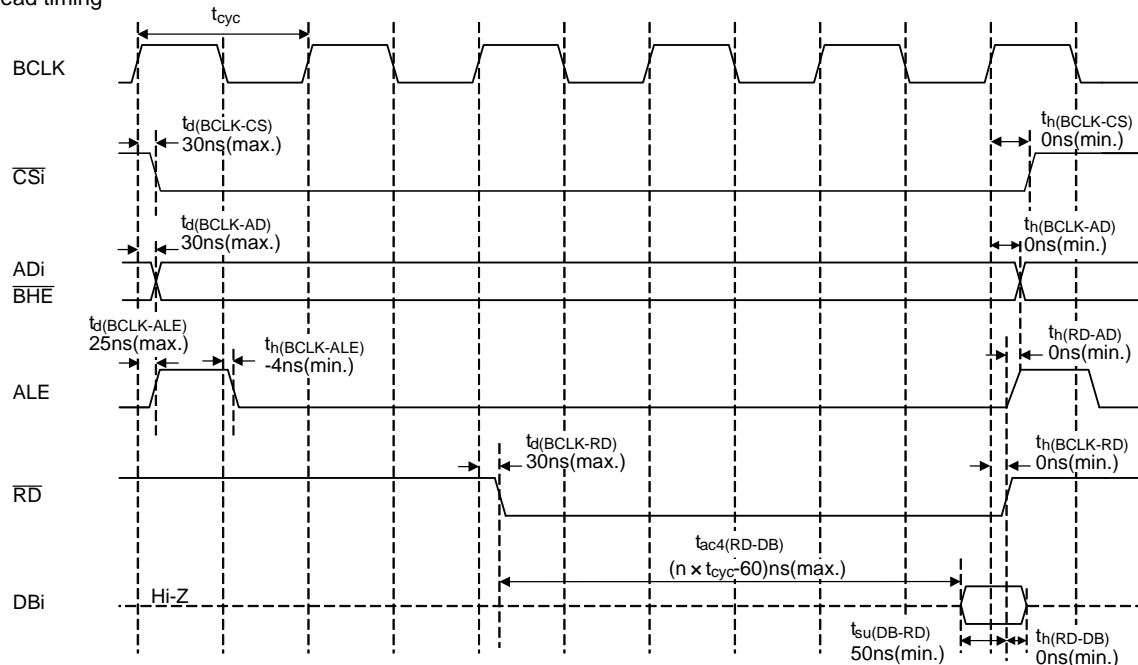 ead timing
tcyc
BCLK
td(BCLK-CS)
30ns(max.)
th(BCLK-CS)
0ns(min.)
CSi
td(BCLK-AD)
30ns(max.)
th(BCLK-AD)
0ns(min.)
ADi
BHE
td(BCLK-ALE)
25ns(max.)
th(BCLK-ALE)
-4ns(min.)
th(RD-AD)
0ns(min.)
ALE
td(BCLK-RD)
30ns(max.)
th(BCLK-RD)
0ns(min.)
RD
tac4(RD-DB)
(n × tcyc-60)ns(max.)
DBi
Hi-Z
tsu(DB-RD)
50ns(min.)
th(RD-DB)
0ns(min.)